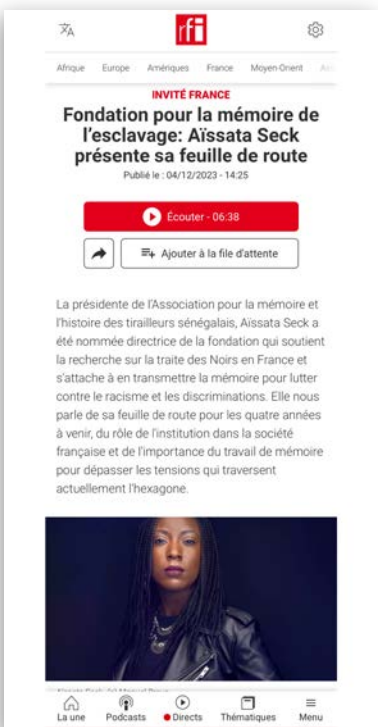 rfi
Afrique Europe Amériques France Moyen-Orient
INVITÉ FRANCE
Fondation pour la mémoire de
l'esclavage: Aïssata Seck
présente sa feuille de route
Publié le : 04/12/2023 - 14:25
Écouter - 06:38
Ajouter à la file d'attente
La présidente de l'Association pour la mémoire et
l'histoire des tirailleurs sénégalais, Aïssata Seck a
été nommée directrice de la fondation qui soutient
la recherche sur la traite des Noirs en France et
s'attache à en transmettre la mémoire pour lutter
contre le racisme et les discriminations. Elle nous
parle de sa feuille de route pour les quatre années
à venir, du rôle de l'institution dans la société
française et de l'importance du travail de mémoire
pour dépasser les tensions qui traversent
actuellement l'hexagone.
La une Podcasts Directs Thématiques Menu